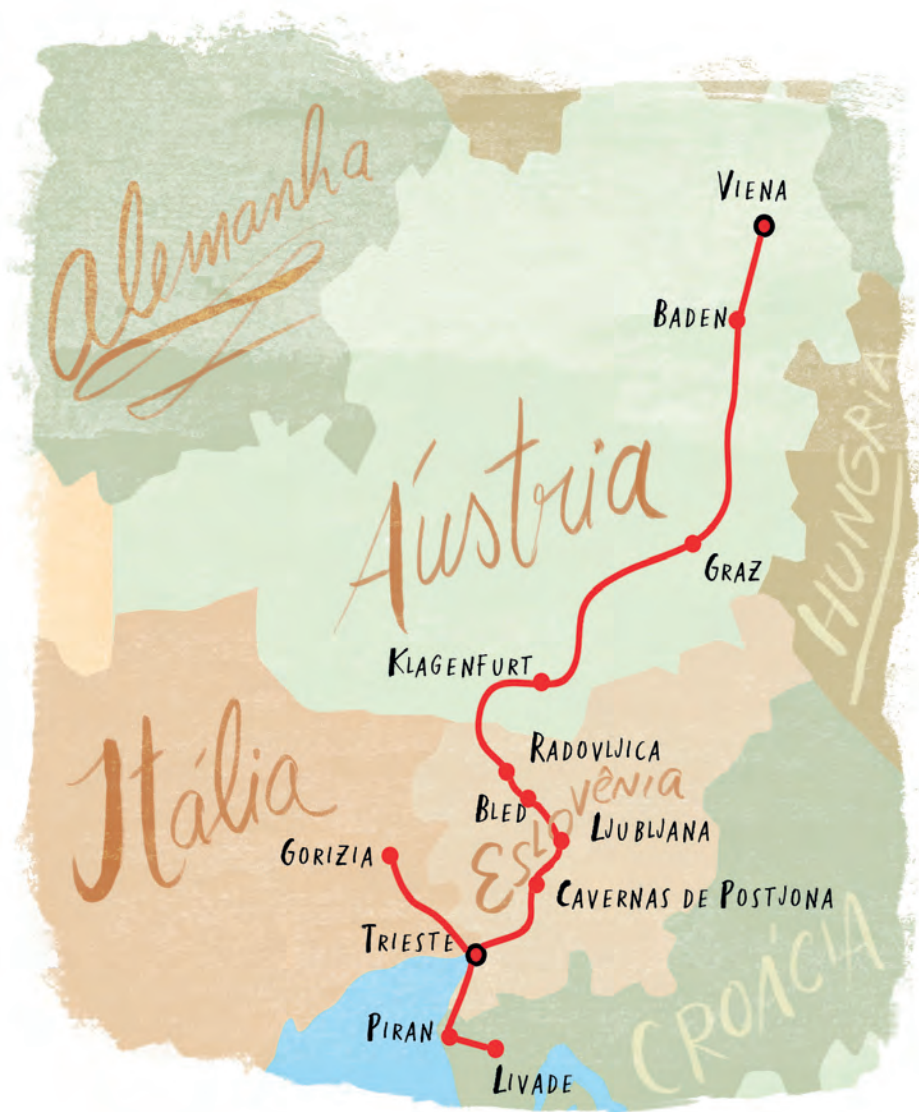 Alemanha
VIENA
BADEN
HUNGRIA
Áústria
GRAZ
KLAGENFURT
Itália
RADOVLJICA
BLED
ESLOVÊNIA
LJUBLJANA
GORIZIA
CAVERNAS DE POSTJONA
TRIESTE
CROÁCIA
PIRAN
LIVADE